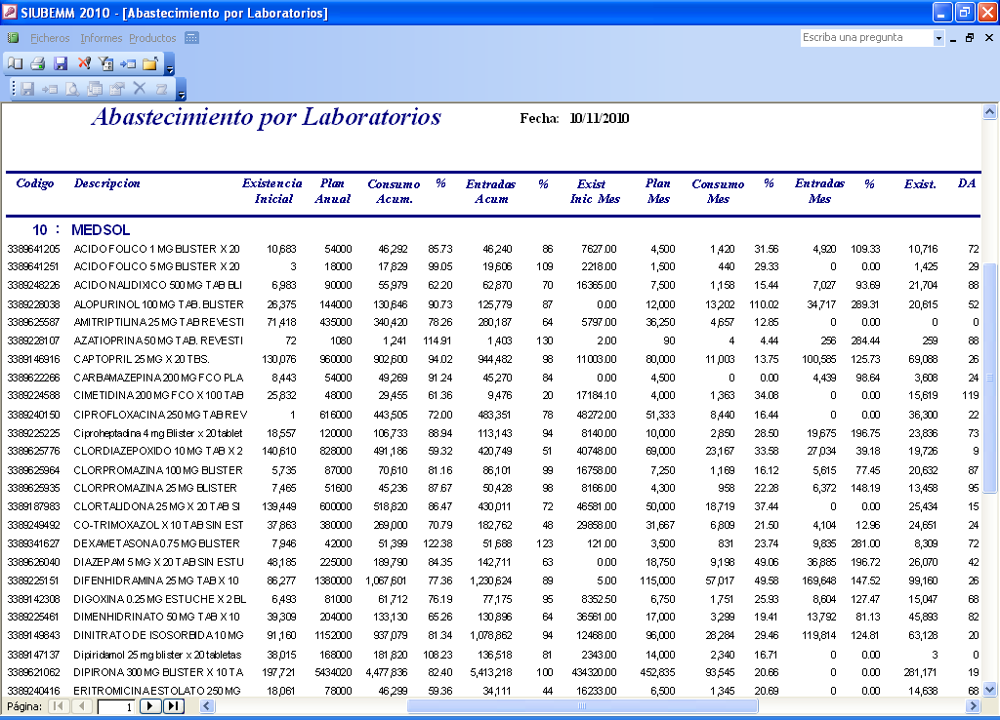 SIUBEMM 2010 - [Abastecimiento por Laboratorios]
Ficheros Informes Productos Escriba una pregunta
Abastecimiento por Laboratorios Fecha: 10/11/2010
Codigo Descripcion Existencia Plan Consumo % Entradas % Exist Plan Consumo % Entradas % Exist. DA
Inicial Anual Acum. Acum Inic Mes Mes Mes Mes
10 : MEDSOL
3389641205 ACIDO FOLICO 1 MG BLISTER X 20 10,683 54000 46,292 85.73 46,240 86 7627.00 4,500 1,420 31.56 4,920 109.33 10,716 72
3389641251 ACIDO FOLICO 5 MG BLISTER X 20 3 18000 17,829 99.05 19,606 109 2218.00 1,500 440 29.33 0 0.00 1,425 29
3389248226 ACIDO NALIDIXICO 500 MG TAB BLI 6,983 90000 55,979 62.20 62,870 70 16365.00 7,500 1,158 15.44 7,027 93.69 21,704 88
3389228038 ALOPURINOL 100 MG TAB. BLISTER 26,375 144000 130,646 90.73 125,779 87 0.00 12,000 13,202 110.02 34,717 289.31 20,615 52
3389625587 AMITRIPTILINA 25 MG TAB REVESTI 71,418 435000 340,420 78.26 280,187 64 5797.00 36,250 4,657 12.85 0 0.00 0 0
3389228107 AZATIOPRINA 50 MG TAB. REVESTI 72 1080 1,241 114.91 1,403 130 2.00 90 4 4.44 256 284.44 259 88
3389146916 CAPTOPRIL 25 MG X 20 TBS. 130,076 960000 902,600 94.02 944,482 98 11003.00 80,000 11,003 13.75 100,585 125.73 69,088 26
3389622266 CARBAMAZEPINA 200 MG FCO PLA 8,443 54000 49,269 91.24 45,270 84 0.00 4,500 0 0.00 4,439 98.64 3,608 24
3389224588 CIMETIDINA 200 MG FCO X 100 TAB 25,832 48000 29,455 61.36 9,476 20 17184.10 4,000 1,363 34.08 0 0.00 15,619 119
3389240150 CIPROFLOXACINA 250 MG TAB REV 1 616000 443,505 72.00 483,351 78 48272.00 51,333 8,440 16.44 0 0.00 36,300 22
3389225225 Ciproheptadina 4 mg Blister x 20 tablet 18,557 120000 106,733 88.94 113,143 94 8140.00 10,000 2,850 28.50 19,675 196.75 23,836 73
3389625776 CLORDIAZEPOXIDO 10 MG TAB X 2 140,610 828000 491,186 59.32 420,749 51 40748.00 69,000 23,167 33.58 27,034 39.18 19,726 9
3389625964 CLORPROMAZINA 100 MG BLISTER 5,735 87000 70,610 81.16 86,101 99 16758.00 7,250 1,169 16.12 5,615 77.45 20,632 87
3389625935 CLORPROMAZINA 25 MG BLISTER 7,465 51600 45,236 87.67 50,428 98 8166.00 4,300 958 22.28 6,372 148.19 13,458 95
3389187983 CLORTALIDONA 25 MG X 20 TAB SI 139,449 600000 518,820 86.47 430,011 72 46581.00 50,000 18,719 37.44 0 0.00 25,434 15
3389249492 CO-TRIMOXAZOL X 10 TAB SIN EST 37,863 380000 269,000 70.79 182,762 48 29858.00 31,667 6,809 21.50 4,104 12.96 24,651 24
3389341627 DEXAMETASONA 0.75 MG BLISTER 7,946 42000 51,399 122.38 51,688 123 121.00 3,500 831 23.74 9,835 281.00 8,309 72
3389626040 DIAZEPAM 5 MG X 20 TAB SIN ESTU 48,185 225000 189,790 84.35 142,711 63 0.00 18,750 9,198 49.06 36,885 196.72 26,070 42
3389225151 DIFENHIDRAMINA 25 MG TAB X 10 86,277 1380000 1,067,601 77.36 1,230,624 89 5.00 115,000 57,017 49.58 169,648 147.52 99,160 26
3389142308 DIGOXINA 0.25 MG ESTUCHE X 2 BL 6,493 81000 61,712 76.19 77,175 95 8352.50 6,750 1,751 25.93 8,604 127.47 15,047 68
3389225461 DIMENHIDRINATO 50 MG TAB X 10 39,309 204000 133,130 65.26 130,896 64 36561.00 17,000 3,299 19.41 13,792 81.13 45,893 82
3389149843 DINITRATO DE ISOSORBIDA 10 MG 91,160 1152000 937,079 81.34 1,078,862 94 12468.00 96,000 28,284 29.46 119,814 124.81 63,128 20
3389147137 Dipiridamol 25 mg blister x 20 tabletas 38,015 168000 181,820 108.23 136,518 81 2343.00 14,000 2,340 16.71 0 0.00 3 0
3389621062 DIPIRONA 300 MG BLISTER X 10 TA 197,721 5434020 4,477,836 82.40 5,413,218 100 434320.00 452,835 93,545 20.66 0 0.00 281,171 19
3389240416 ERITROMICINA ESTOLATO 250 MG 18,061 78000 46,299 59.36 34,111 44 16233.00 6,500 1,345 20.69 0 0.00 14,638 68
Página: 1